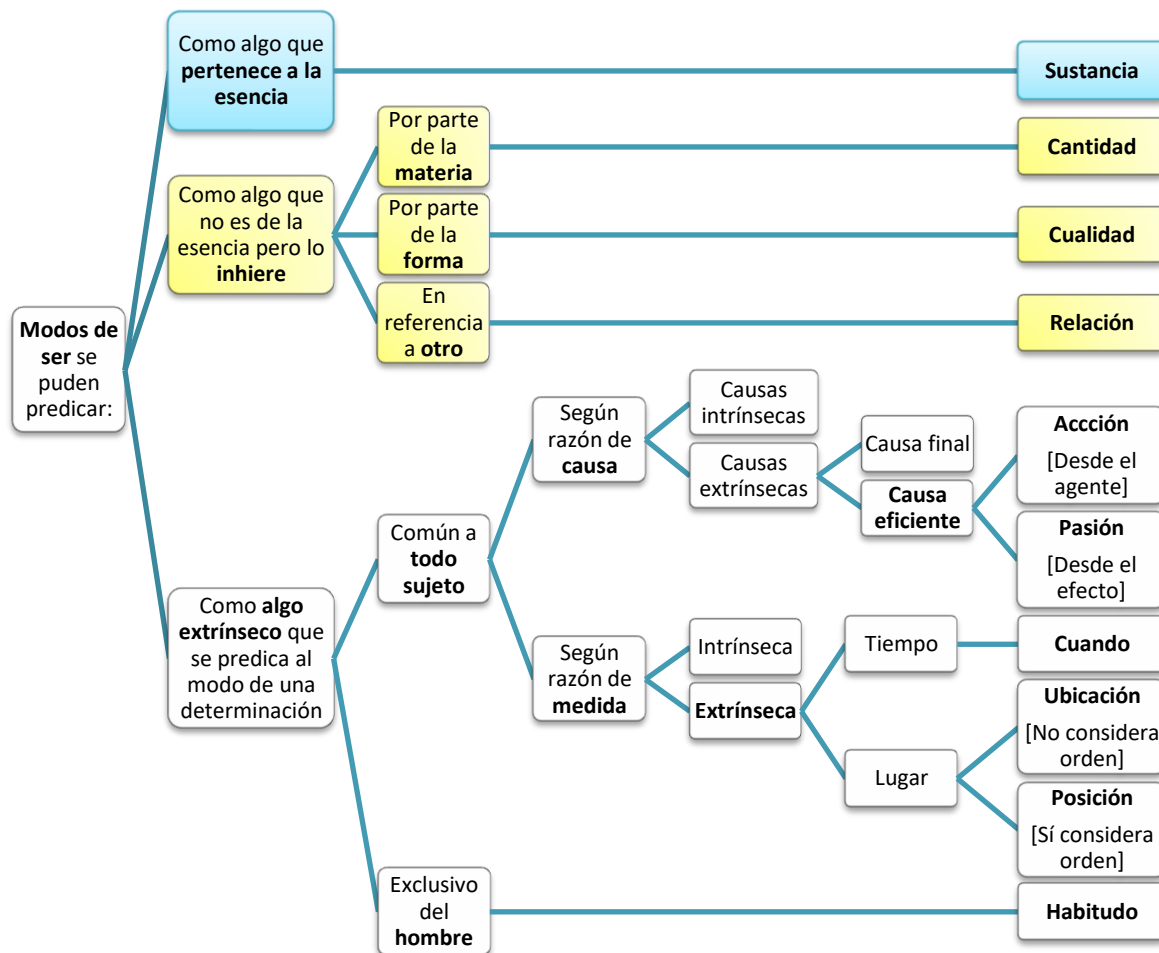 Como algo que
pertenece a la
esencia
Sustancia
Por parte
de la
materia
Cantidad
Como algo que
no es de la
esencia pero lo
inhiere
Por parte
de la
forma
Cualidad
En
referencia
a otro
Relación
Modos de
ser se
puden
predicar:
Según
razón de
causa
Causas
intrínsecas
Causas
extrínsecas
Causa final
Causa
eficiente
Accción
[Desde el
agente]
Pasión
[Desde el
efecto]
Común a
todo
sujeto
Como algo
extrínseco que
se predica al
modo de una
determinación
Según
razón de
medida
Intrínseca
Extrínseca
Tiempo
Cuando
Lugar
Ubicación
[No considera
orden]
Posición
[Sí considera
orden]
Exclusivo
del
hombre
Habitudo